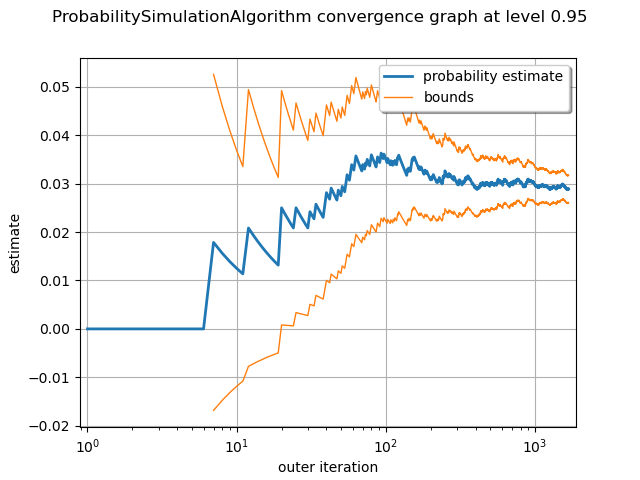 ProbabilitySimulationAlgorithm convergence graph at level 0.95
probability estimate
bounds
0.05
0.04
0.03
0.02
0.01
0.00
−0.01
−0.02
estimate
10⁰
10¹
10²
10³
outer iteration